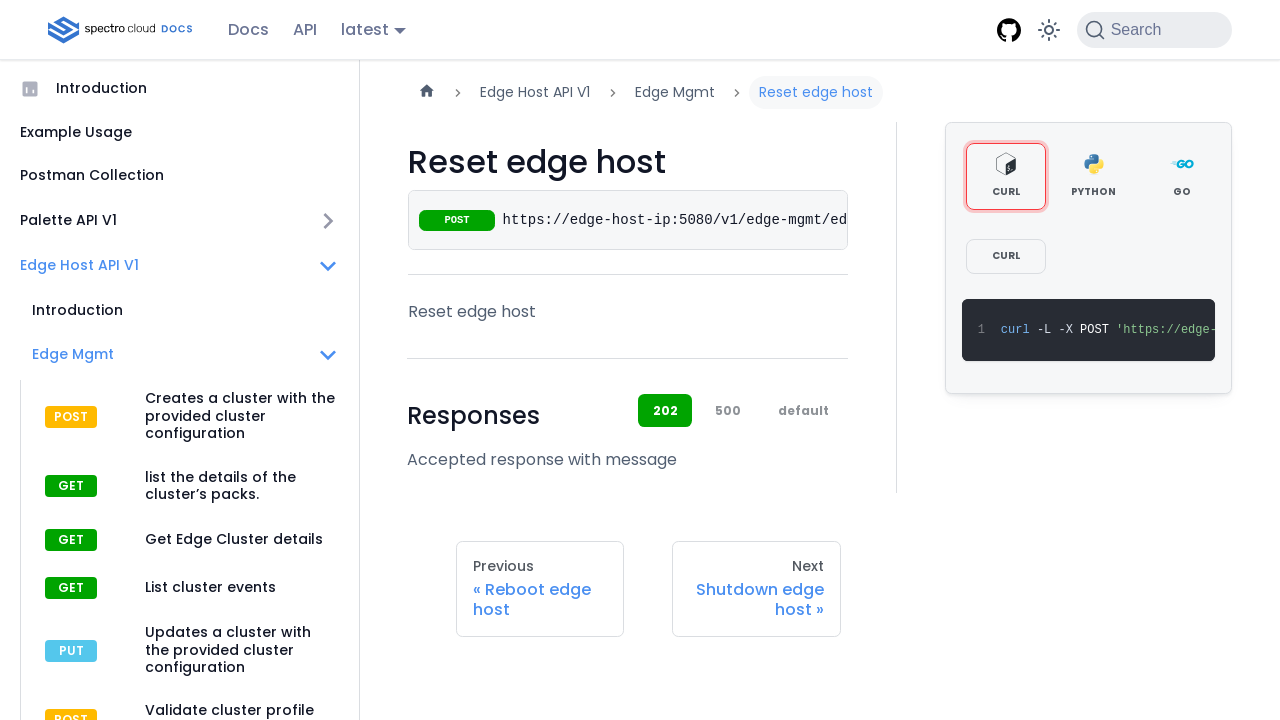 spectro cloud DOCS
Docs
API
latest
Search
Introduction
Example Usage
Postman Collection
Palette API V1
Edge Host API V1
Introduction
Edge Mgmt
POST
Creates a cluster with the
provided cluster
configuration
GET
list the details of the
cluster’s packs.
GET
Get Edge Cluster details
GET
List cluster events
PUT
Updates a cluster with
the provided cluster
configuration
POST
Validate cluster profile
Edge Host API V1
Edge Mgmt
Reset edge host
Reset edge host
POST https://edge-host-ip:5080/v1/edge-mgmt/ed
Reset edge host
Responses
202
500
default
Accepted response with message
Previous
« Reboot edge
host
Next
Shutdown edge
host »
CURL
PYTHON
GO
CURL
1 curl -L -X POST 'https://edge-